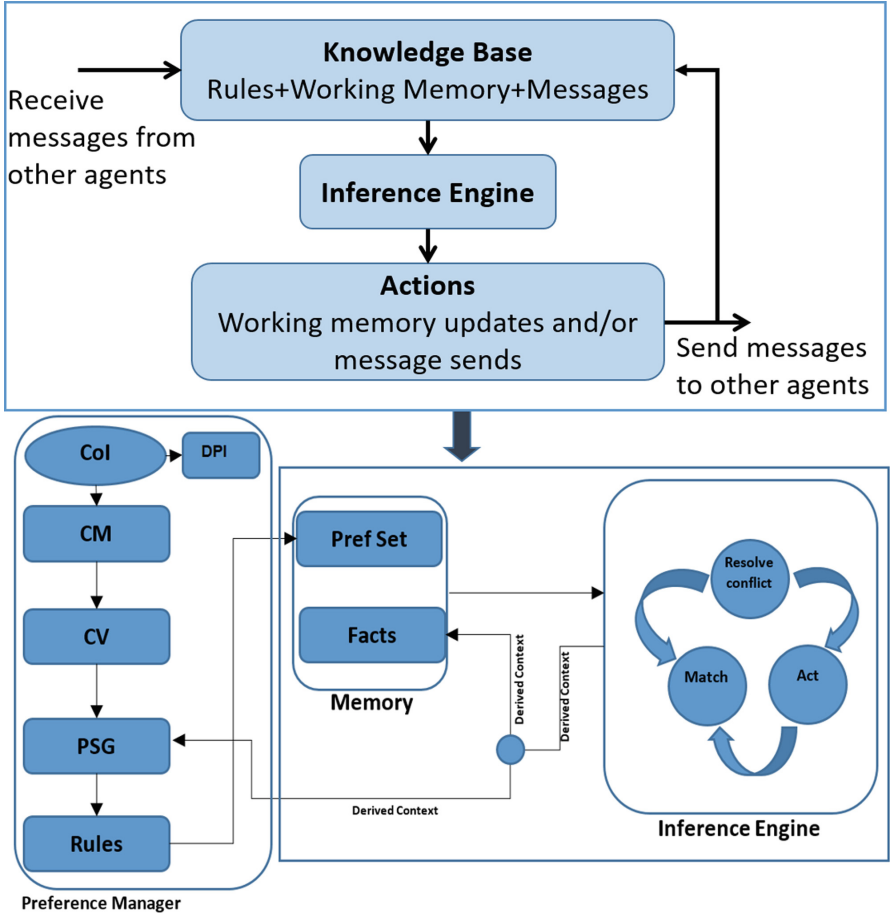 Knowledge Base
Rules+Working Memory+Messages
Receive
messages from
other agents
Inference Engine
Actions
Working memory updates and/or
message sends
Send messages
to other agents
CoI
DPI
CM
CV
PSG
Rules
Preference Manager
Pref Set
Facts
Memory
Derived Context
Derived Context
Derived Context
Resolve
conflict
Match
Act
Inference Engine